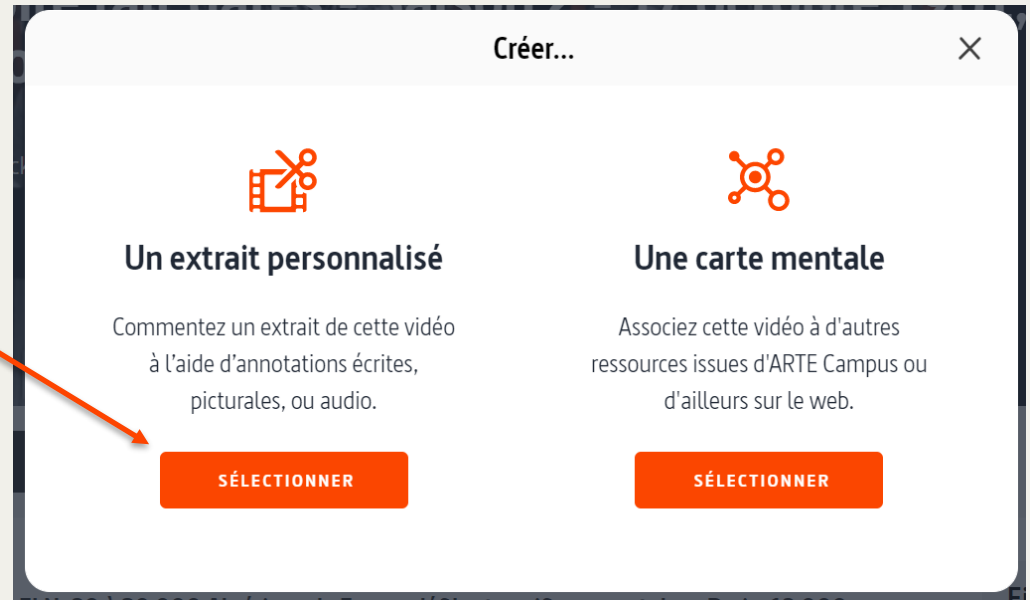 Créer...
Un extrait personnalisé
Commentez un extrait de cette vidéo
à l’aide d’annotations écrites,
picturales, ou audio.
SÉLECTIONNER
Une carte mentale
Associez cette vidéo à d'autres
ressources issues d'ARTE Campus ou
d'ailleurs sur le web.
SÉLECTIONNER